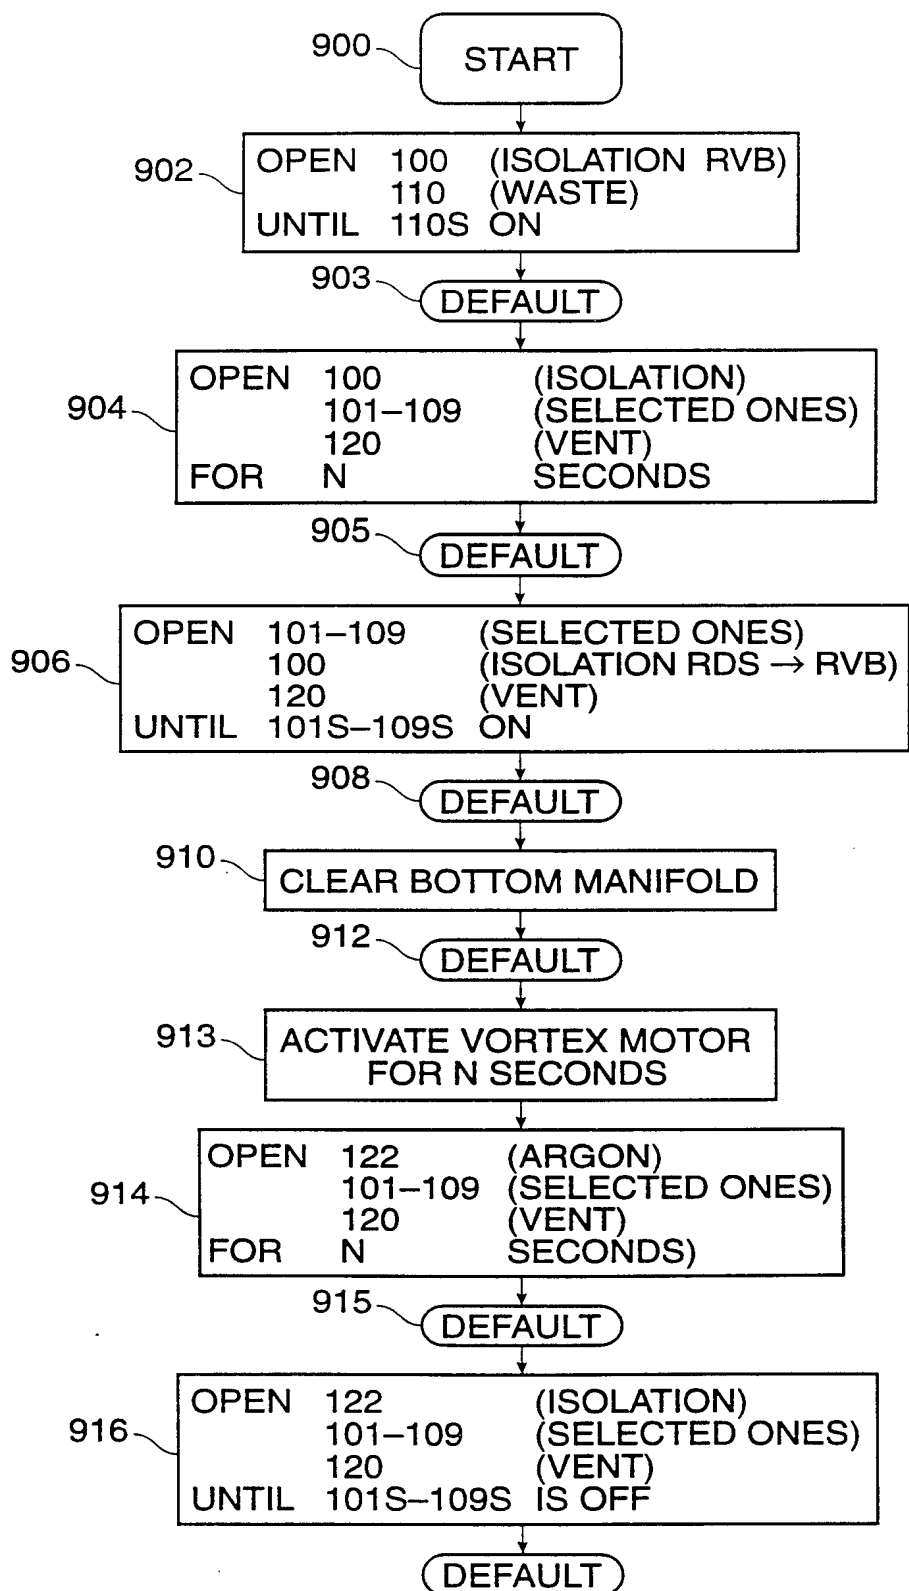 900
START
902
OPEN 100 (ISOLATION RVB)
110 (WASTE)
UNTIL 110S ON
903
DEFAULT
904
OPEN 100 (ISOLATION)
101–109 (SELECTED ONES)
120 (VENT)
FOR N SECONDS
905
DEFAULT
906
OPEN 101–109 (SELECTED ONES)
100 (ISOLATION RDS → RVB)
120 (VENT)
UNTIL 101S–109S ON
908
DEFAULT
910
CLEAR BOTTOM MANIFOLD
912
DEFAULT
913
ACTIVATE VORTEX MOTOR
FOR N SECONDS
914
OPEN 122 (ARGON)
101–109 (SELECTED ONES)
120 (VENT)
FOR N SECONDS)
915
DEFAULT
916
OPEN 122 (ISOLATION)
101–109 (SELECTED ONES)
120 (VENT)
UNTIL 101S–109S IS OFF
DEFAULT